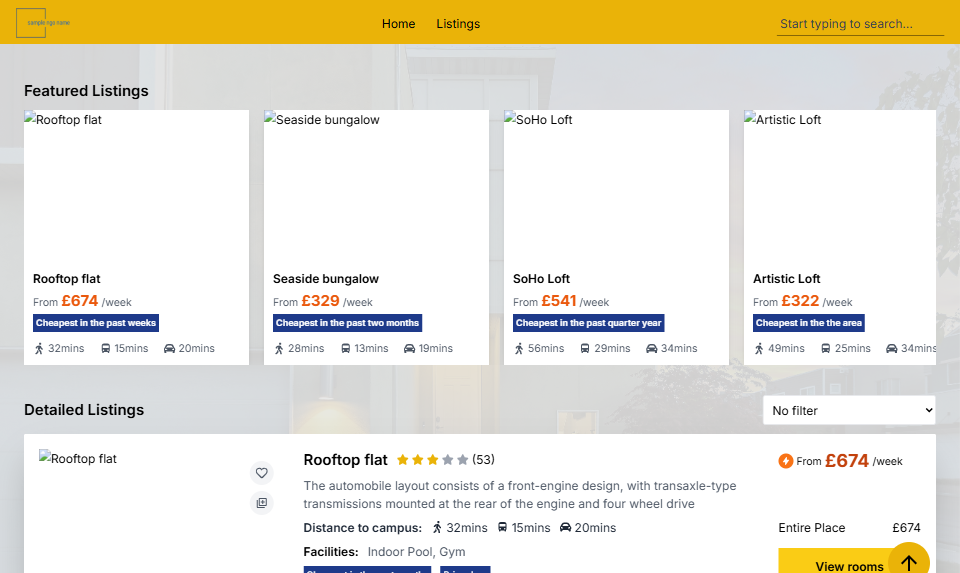 sample ngo name
Home
Listings
Start typing to search...
Featured Listings
Rooftop flat
Seaside bungalow
SoHo Loft
Artistic Loft
Rooftop flat
From £674 /week
Cheapest in the past weeks
32mins 15mins 20mins
Seaside bungalow
From £329 /week
Cheapest in the past two months
28mins 13mins 19mins
SoHo Loft
From £541 /week
Cheapest in the past quarter year
56mins 29mins 34mins
Artistic Loft
From £322 /week
Cheapest in the the area
49mins 25mins 34mins
Detailed Listings
No filter
Rooftop flat
Rooftop flat (53)
The automobile layout consists of a front-engine design, with transaxle-type
transmissions mounted at the rear of the engine and four wheel drive
Distance to campus: 32mins 15mins 20mins
Facilities: Indoor Pool, Gym
From £674 /week
Entire Place £674
View rooms